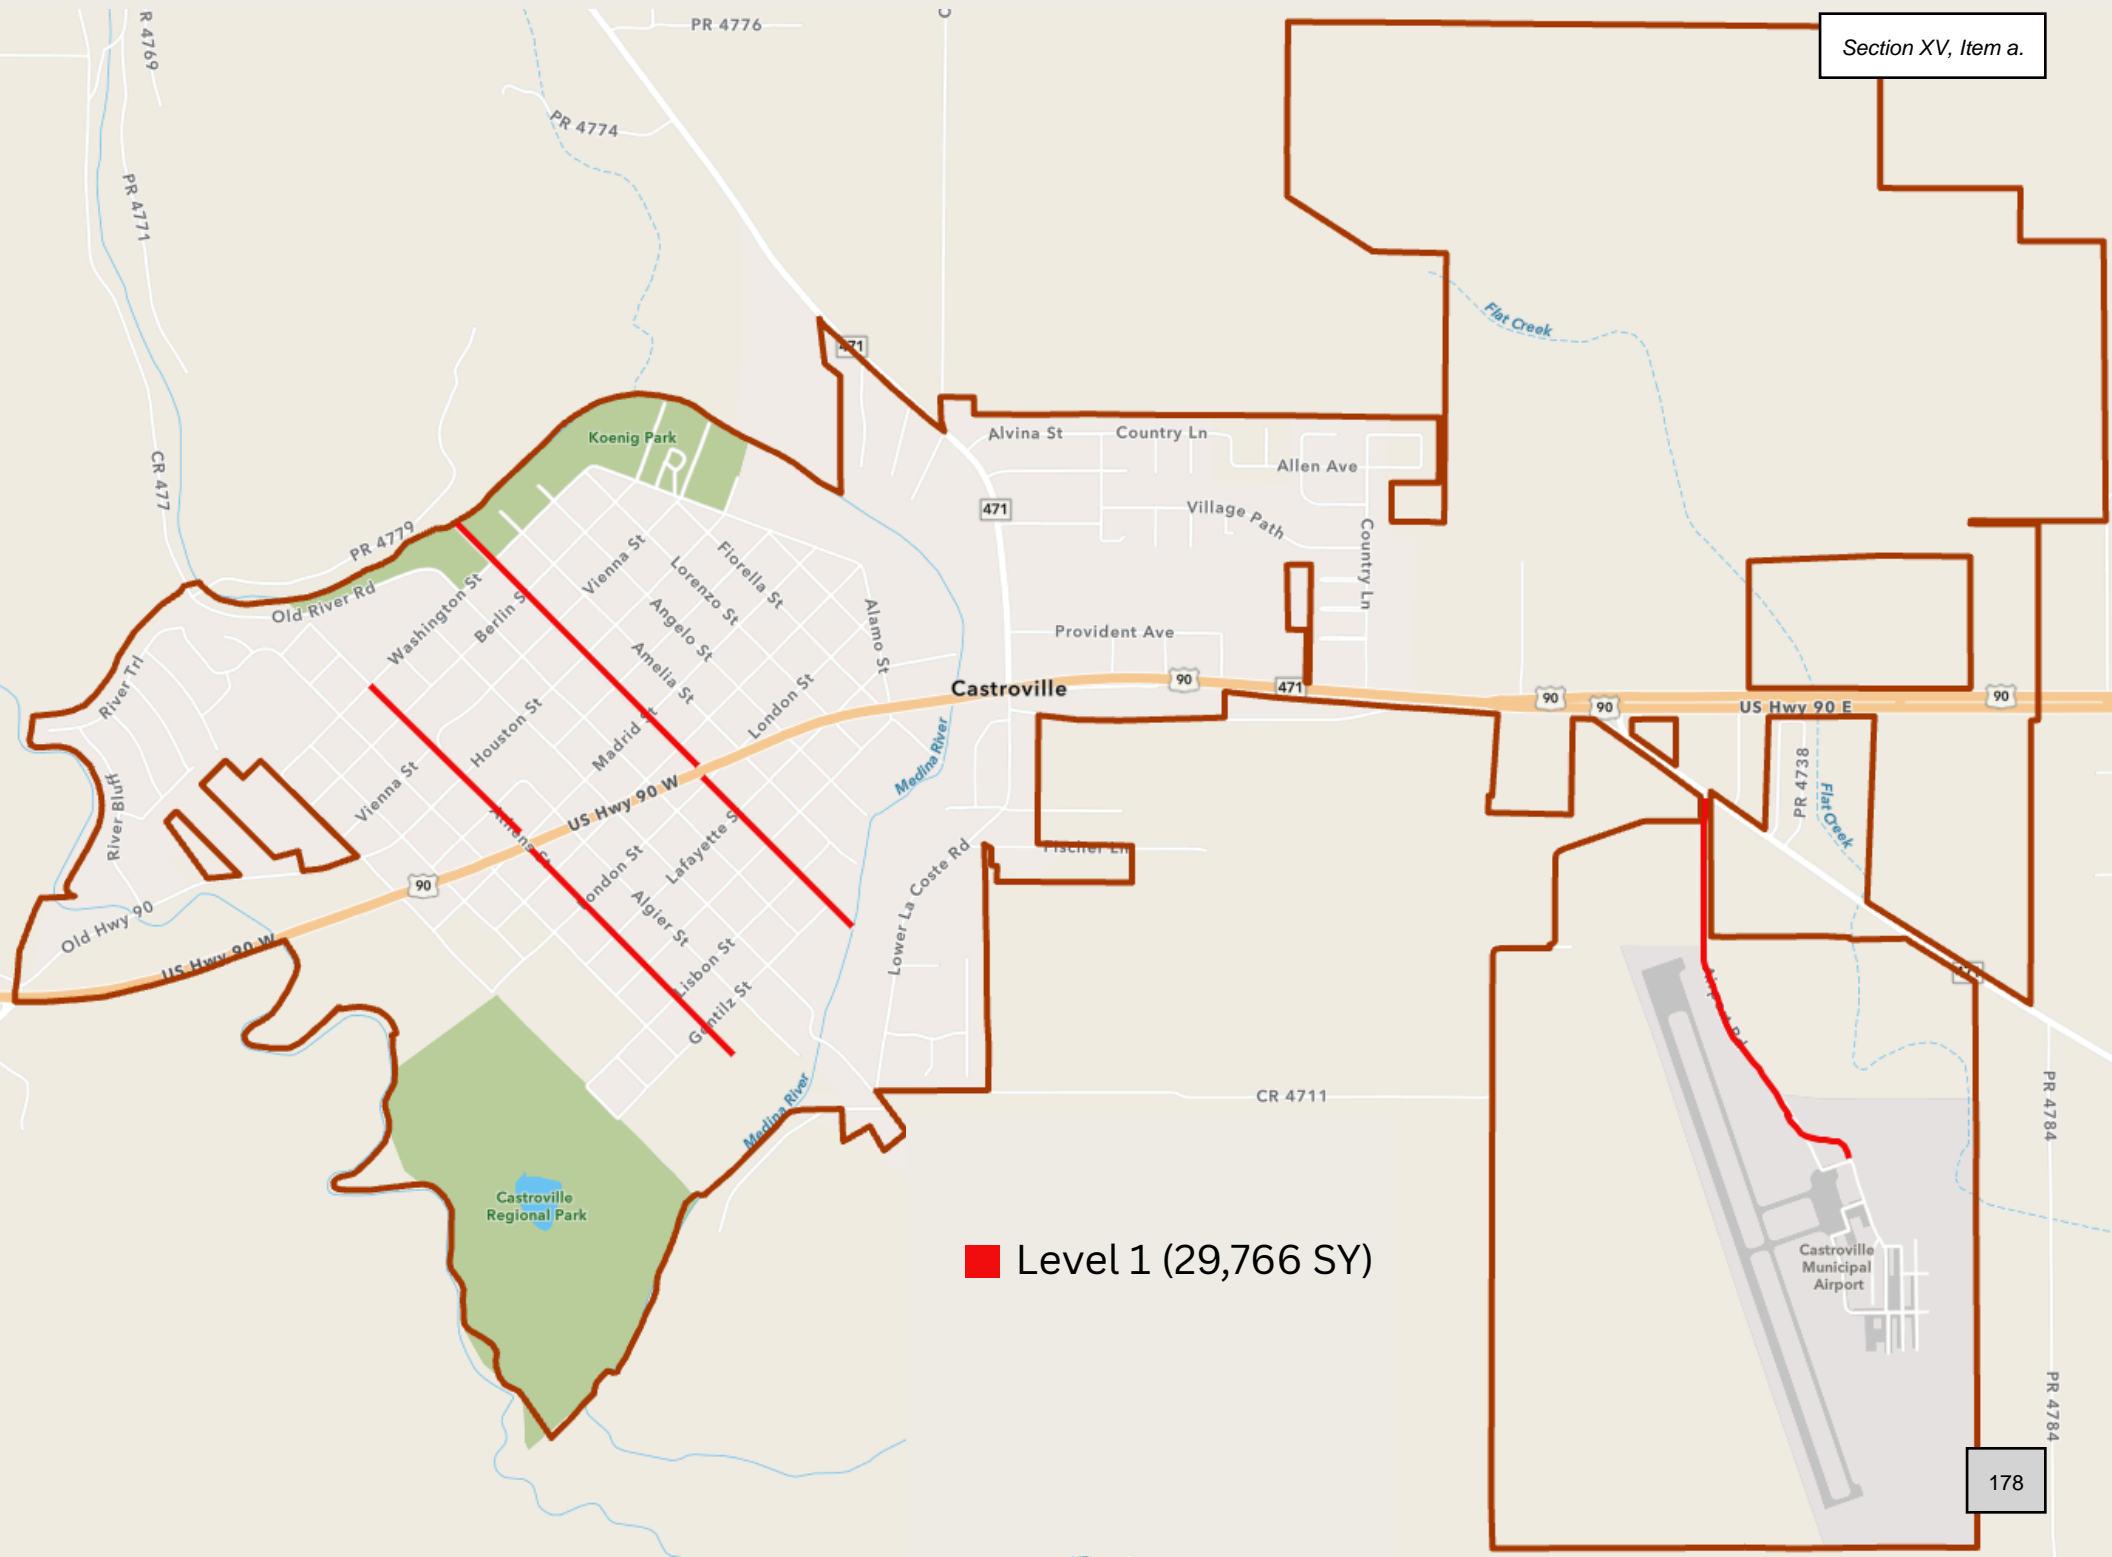 PR 4776
R 4769
Section XV, Item a.
PR 4774
PR 4771
Flat Creek
471
Koenig Park
Alvina St
Country Ln
Allen Ave
CR 477
471
Village Path
PR 4779
Country Ln
Old River Rd
Washington St
Berlin S
Vienna St
Lorenzo St
Fiorella St
Angelo St
Amelia St
Alamo St
Provident Ave
River Trl
Castroville
90
471
90
90
90
US Hwy 90 E
London St
Houston St
Madrid St
Medina River
PR 4738
Flat Creek
Vienna St
River Bluff
US Hwy 90 W
Athens St
Lafayette S
Fischer Ln
London St
Lower La Coste Rd
90
Old Hwy 90
US Hwy 90 W
Algier St
Lisbon St
Gentilz St
471
Airport Rd
Medina River
CR 4711
PR 4784
Castroville
Regional Park
Level 1 (29,766 SY)
Castroville
Municipal
Airport
PR 4784
178